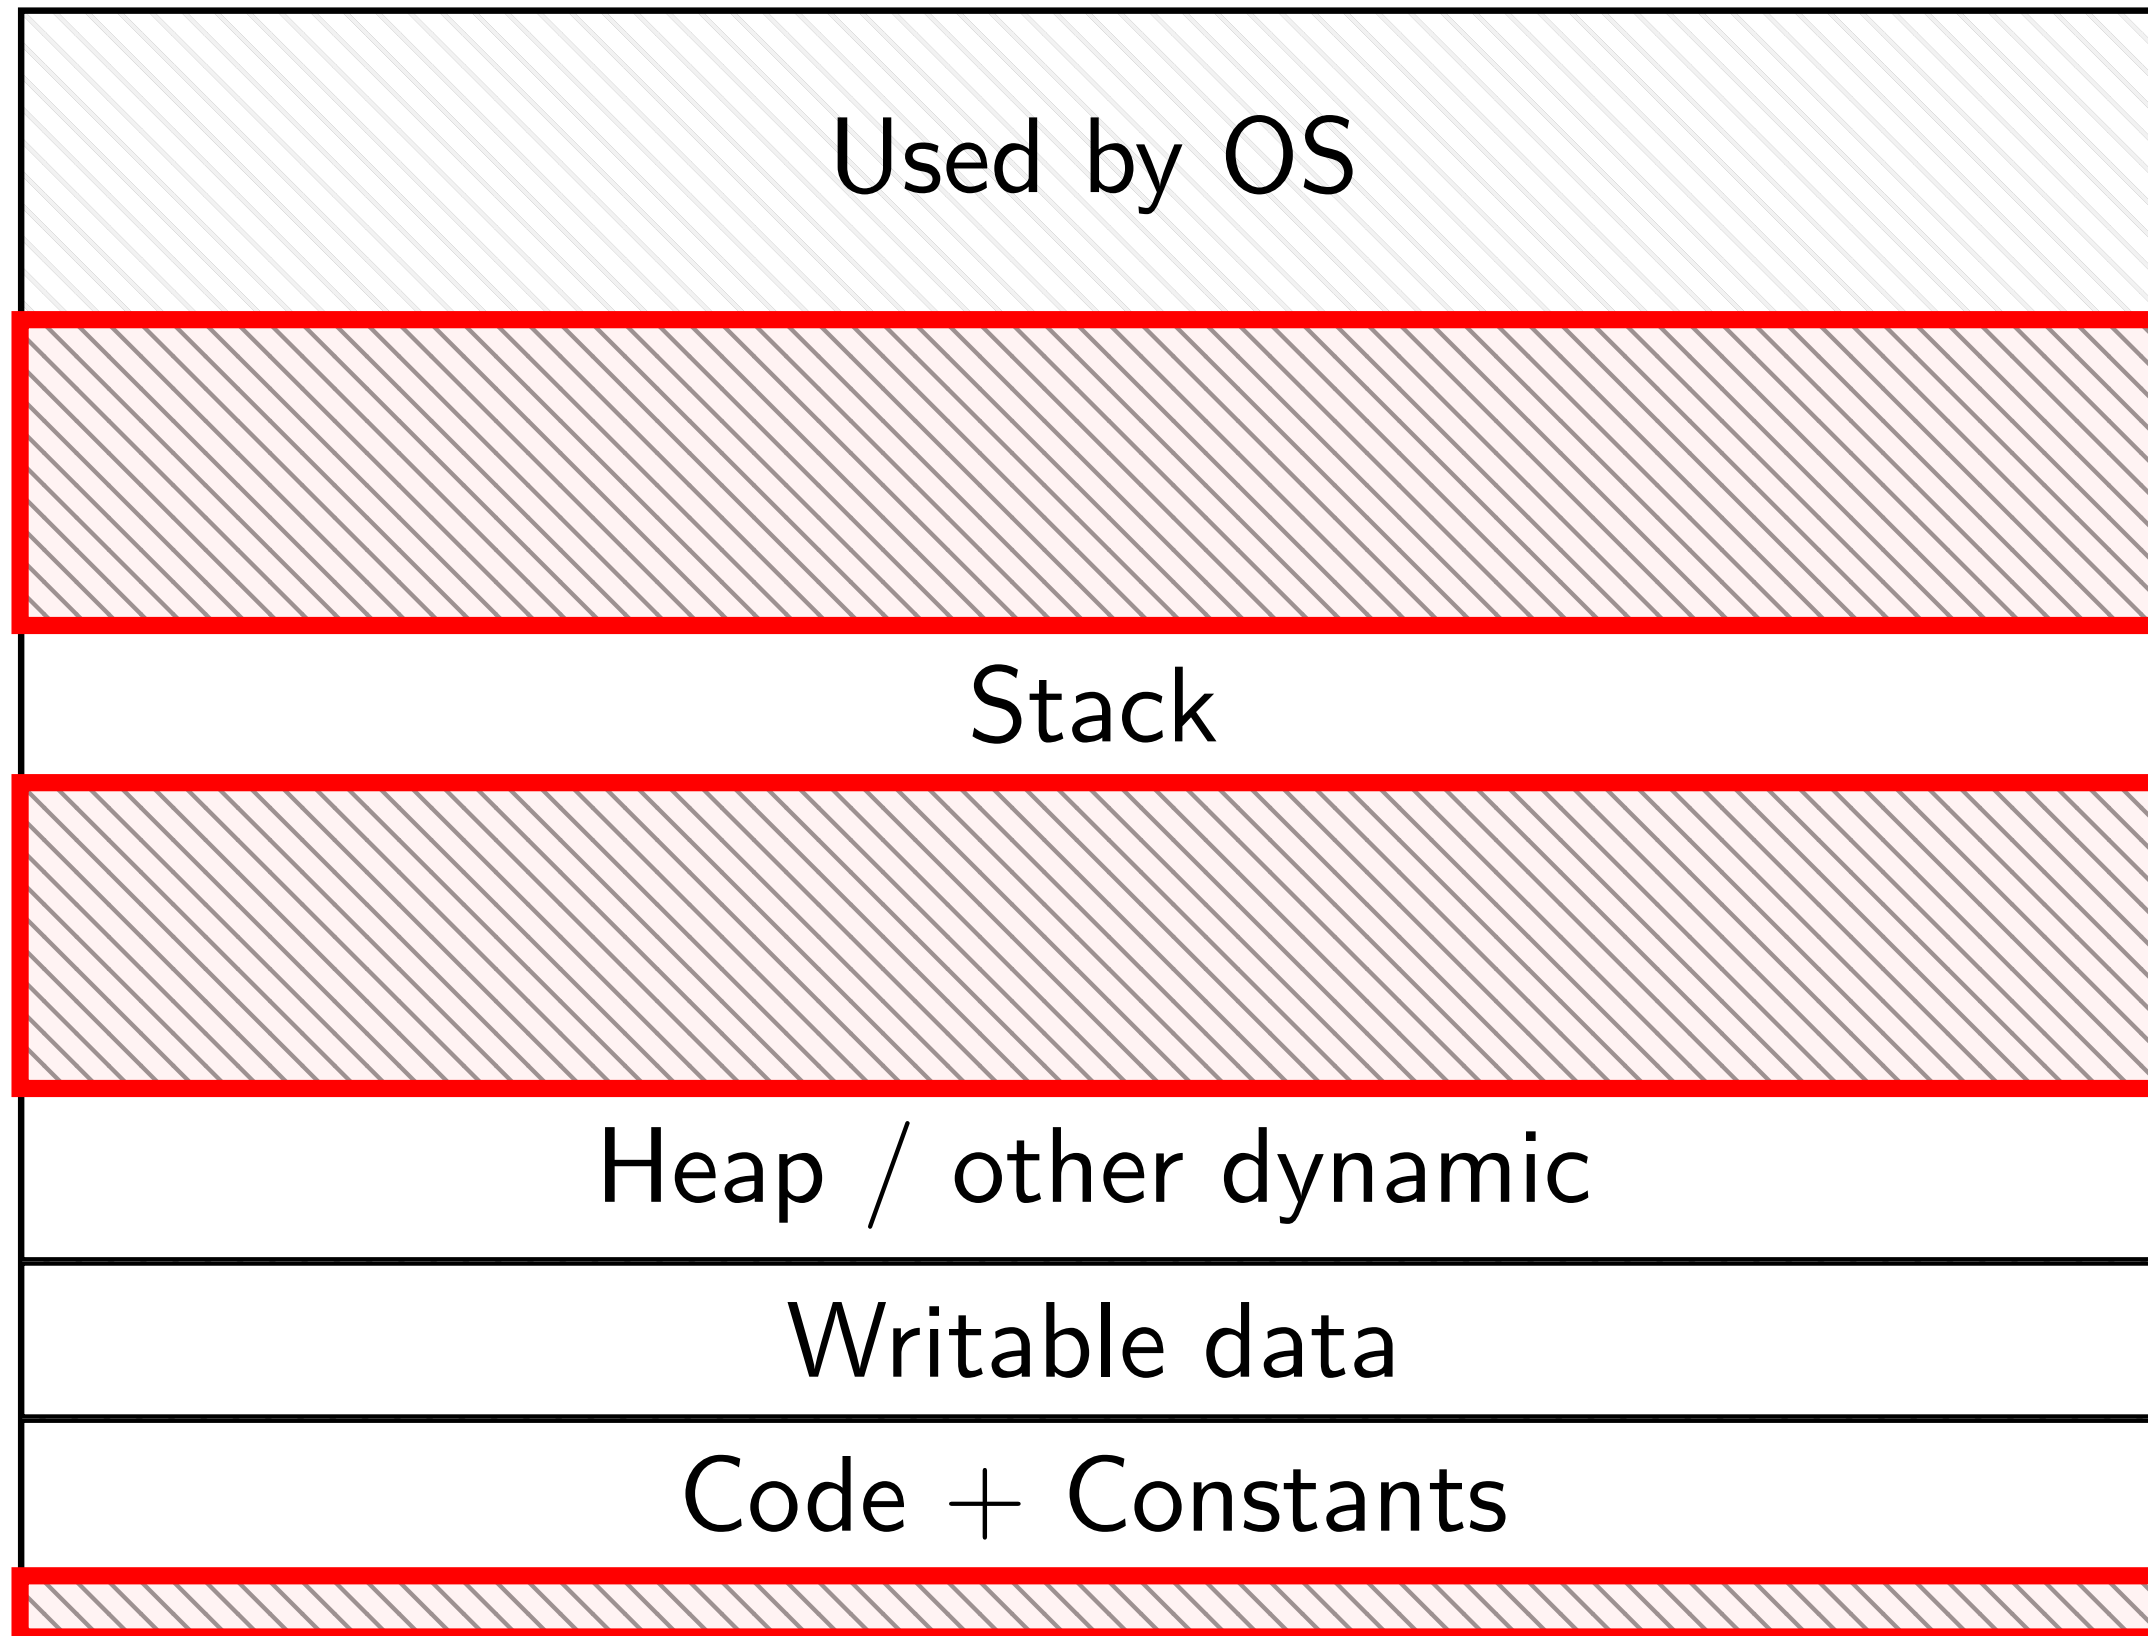 Used by OS
Stack
Heap / other dynamic
Writable data
Code + Constants